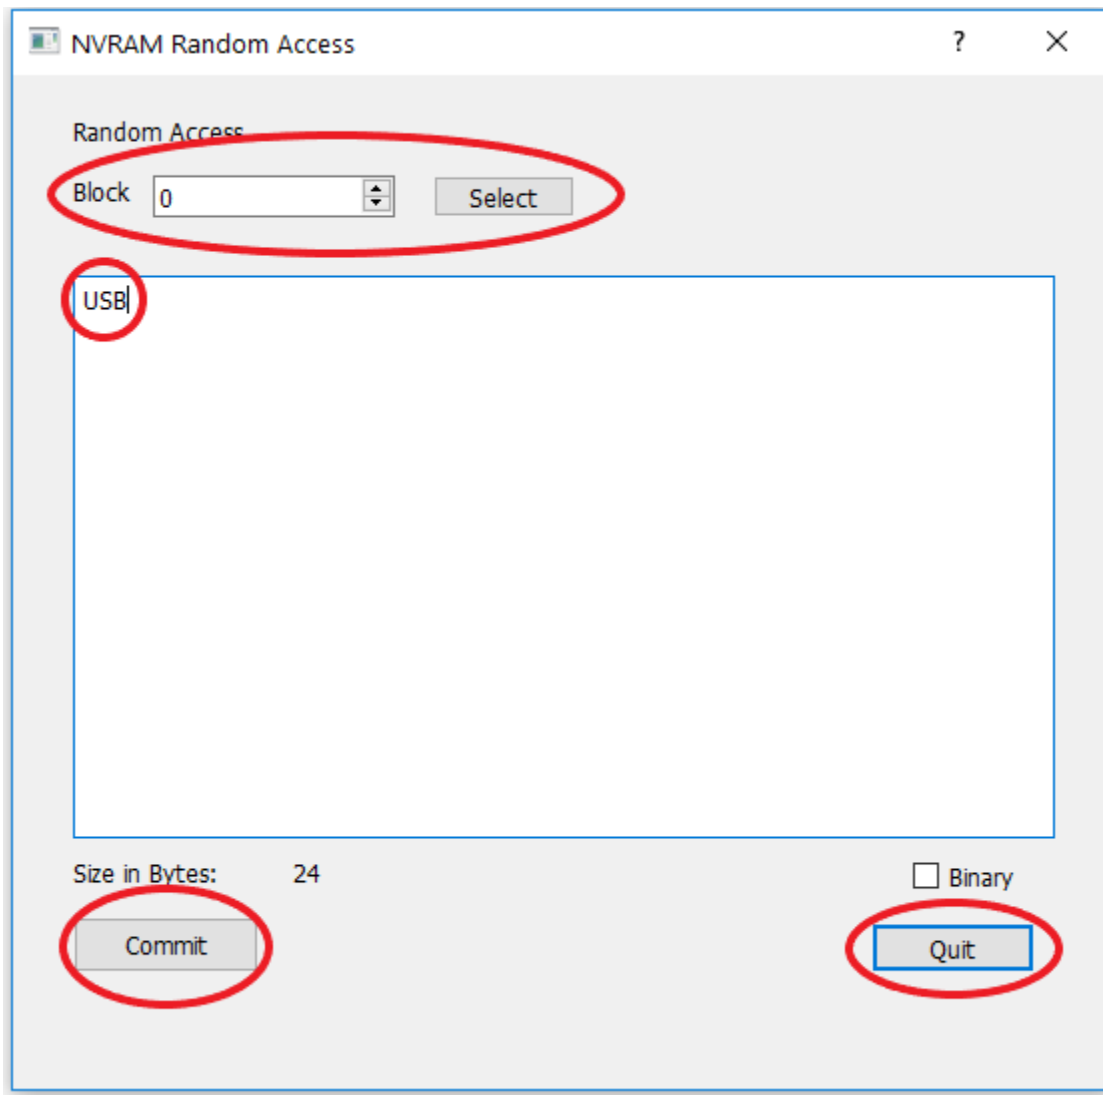 NVRAM Random Access ?
Random Access
Block 0 Select
USB
Size in Bytes: 24 Binary
Commit Quit